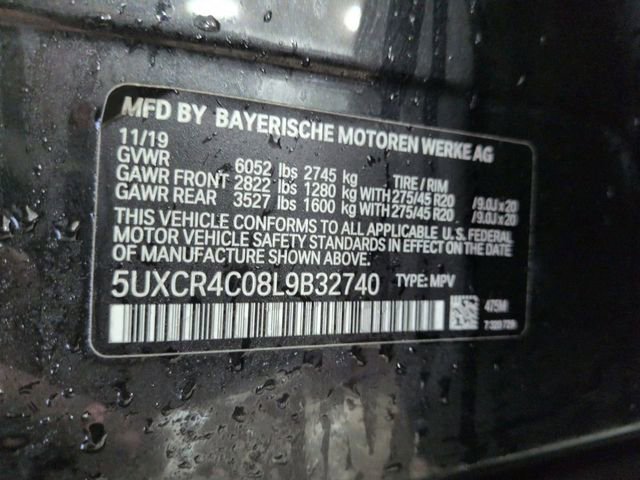 MFD BY BAYERISCHE MOTOREN WERKE AG
11/19
GVWR 6052 lbs 2745 kg TIRE / RIM
GAWR FRONT 2822 lbs 1280 kg WITH 275/45 R20 /9.0J x 20
GAWR REAR 3527 lbs 1600 kg WITH 275/45 R20 /9.0J x 20
THIS VEHICLE CONFORMS TO ALL APPLICABLE U.S. FEDERAL
MOTOR VEHICLE SAFETY STANDARDS IN EFFECT ON THE DATE
OF MANUFACTURE SHOWN ABOVE.
5UXCR4C08L9B32740 TYPE: MPV
475M